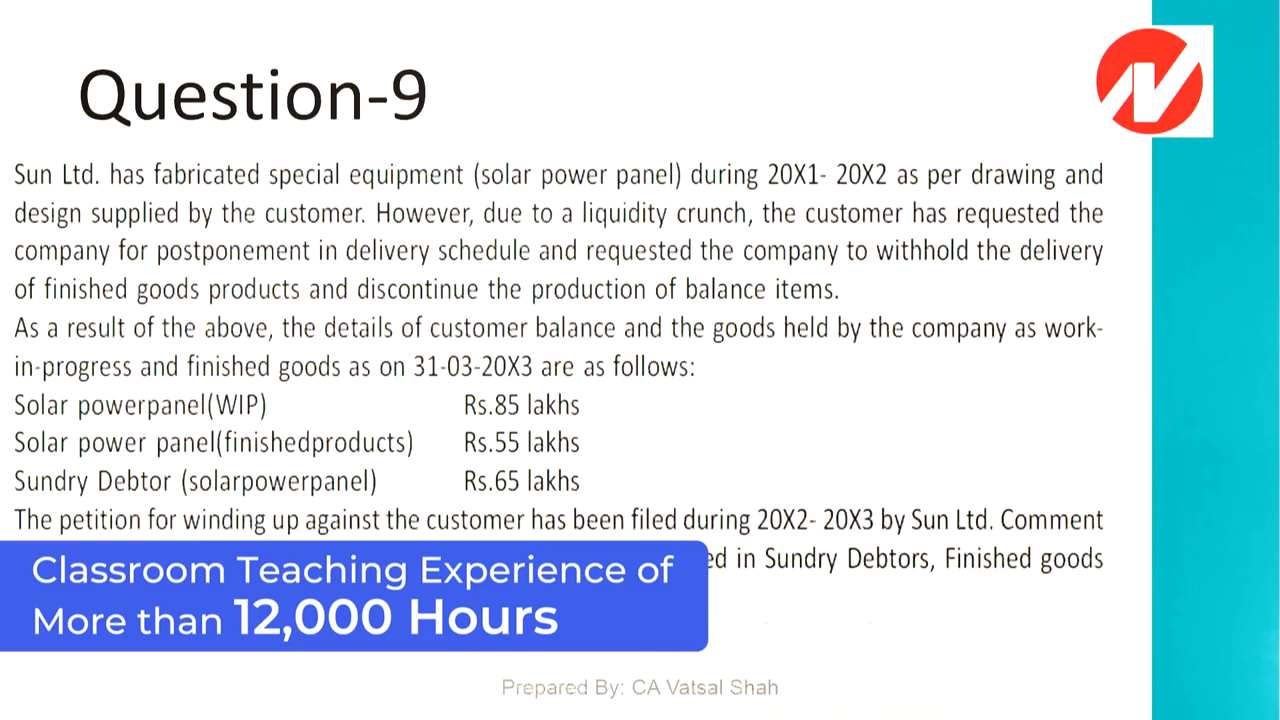 Question-9
Sun Ltd. has fabricated special equipment (solar power panel) during 20X1- 20X2 as per drawing and
design supplied by the customer. However, due to a liquidity crunch, the customer has requested the
company for postponement in delivery schedule and requested the company to withhold the delivery
of finished goods products and discontinue the production of balance items.
As a result of the above, the details of customer balance and the goods held by the company as work-
in-progress and finished goods as on 31-03-20X3 are as follows:
Solar powerpanel(WIP) Rs.85 lakhs
Solar power panel(finishedproducts) Rs.55 lakhs
Sundry Debtor (solarpowerpanel) Rs.65 lakhs
The petition for winding up against the customer has been filed during 20X2- 20X3 by Sun Ltd. Comment
in Sundry Debtors, Finished goods
Classroom Teaching Experience of
More than 12,000 Hours
Prepared By: CA Vatsal Shah